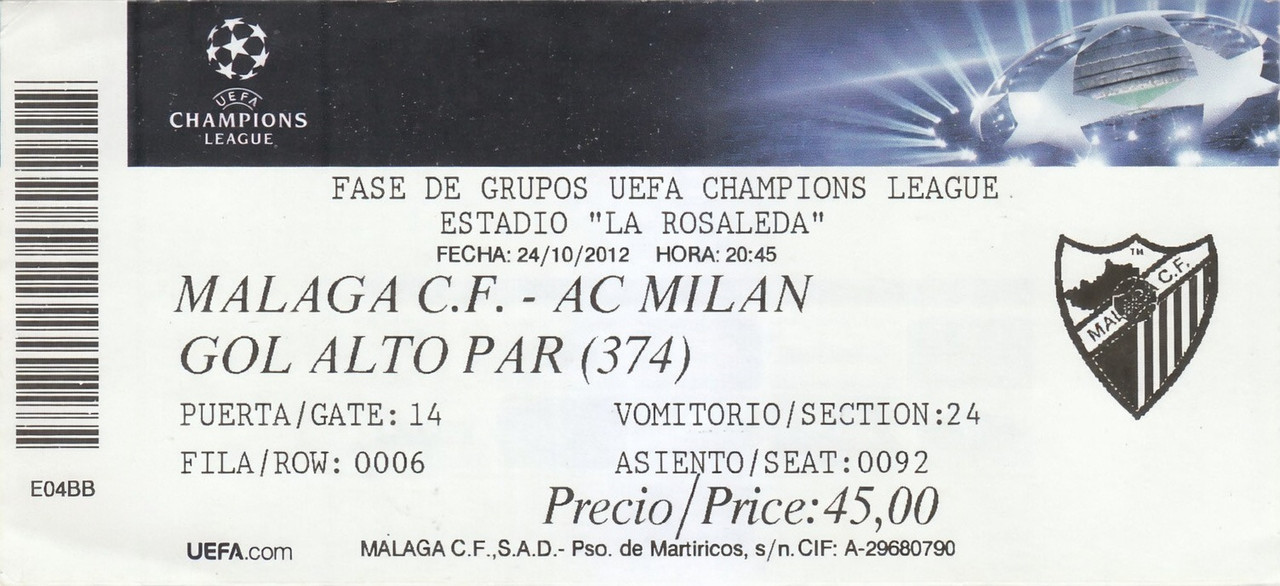 UEFA
CHAMPIONS
LEAGUE
FASE DE GRUPOS UEFA CHAMPIONS LEAGUE
ESTADIO "LA ROSALEDA"
FECHA: 24/10/2012 HORA: 20:45
MALAGA C.F. - AC MILAN
GOL ALTO PAR (374)
PUERTA/GATE: 14 VOMITORIO/SECTION:24
FILA/ROW: 0006 ASIENTO/SEAT:0092
Precio/Price: 45,00
E04BB
UEFA.com
MALAGA C.F.,S.A.D.- Pso. de Martiricos, s/n. CIF: A-29680790
TM
C.F.